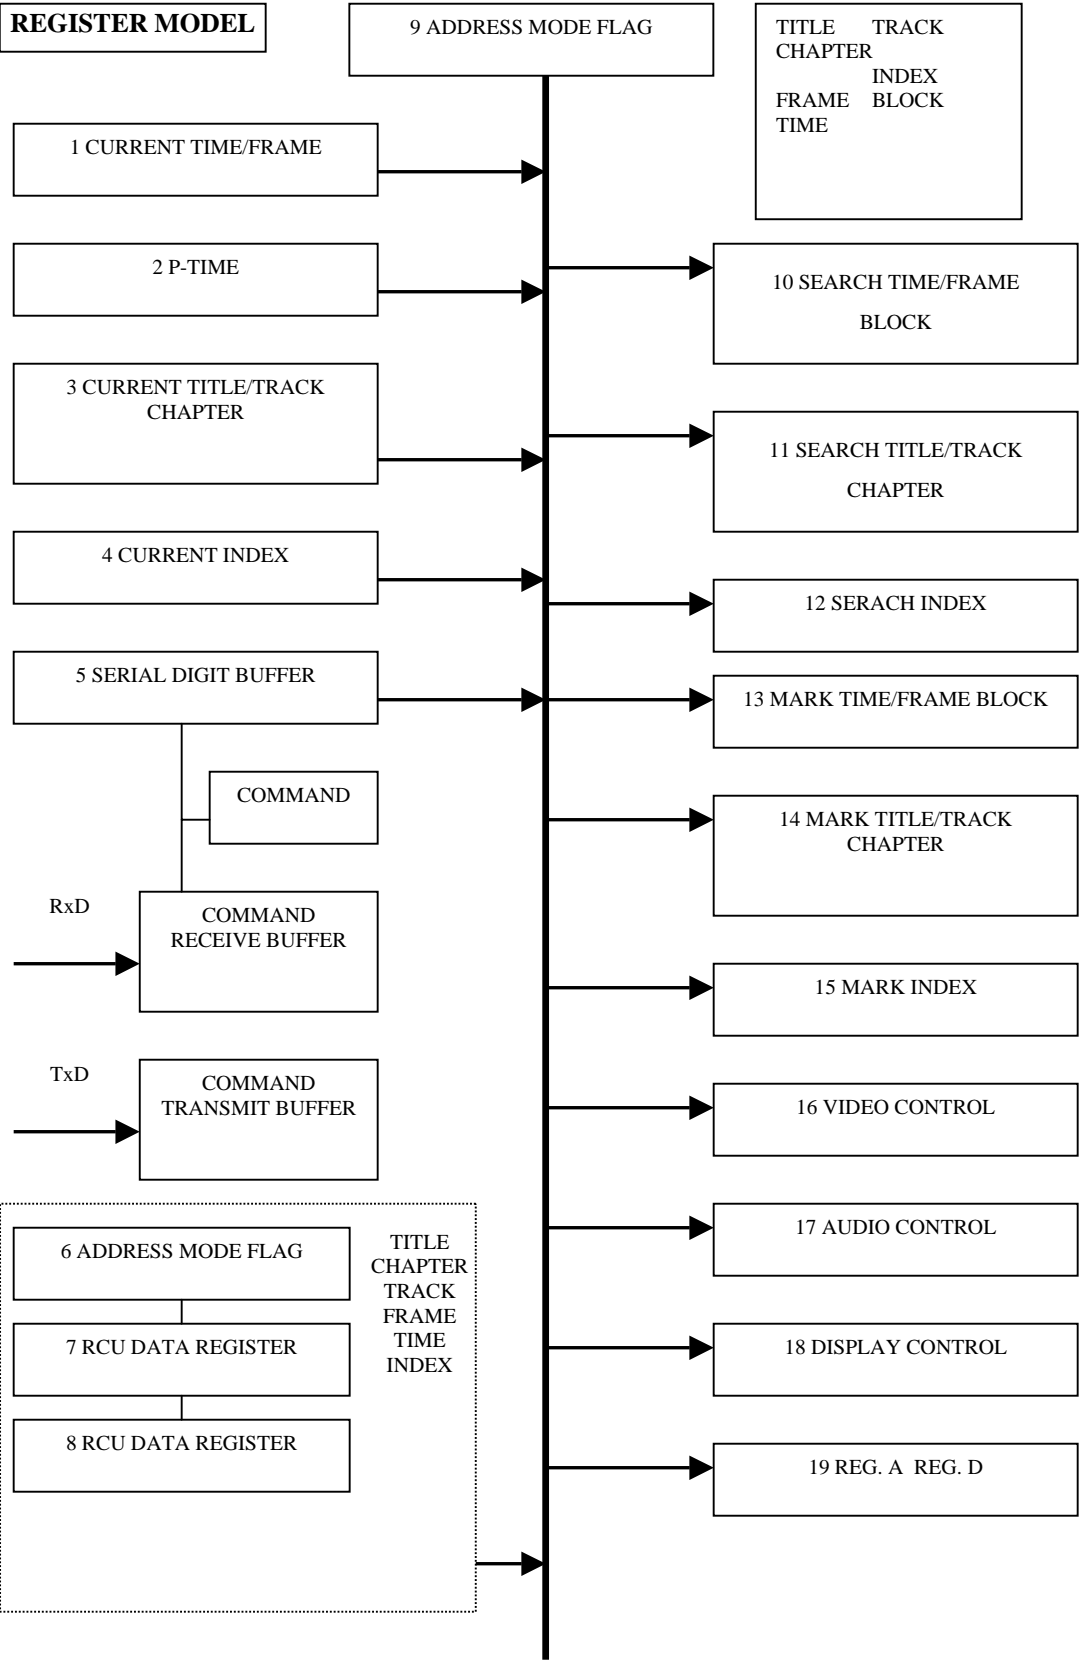 REGISTER MODEL
9 ADDRESS MODE FLAG
TITLE TRACK
CHAPTER
INDEX
FRAME BLOCK
TIME
1 CURRENT TIME/FRAME
2 P-TIME
3 CURRENT TITLE/TRACK
CHAPTER
4 CURRENT INDEX
5 SERIAL DIGIT BUFFER
COMMAND
RxD
COMMAND
RECEIVE BUFFER
TxD
COMMAND
TRANSMIT BUFFER
6 ADDRESS MODE FLAG
7 RCU DATA REGISTER
8 RCU DATA REGISTER
TITLE
CHAPTER
TRACK
FRAME
TIME
INDEX
10 SEARCH TIME/FRAME
BLOCK
11 SEARCH TITLE/TRACK
CHAPTER
12 SERACH INDEX
13 MARK TIME/FRAME BLOCK
14 MARK TITLE/TRACK
CHAPTER
15 MARK INDEX
16 VIDEO CONTROL
17 AUDIO CONTROL
18 DISPLAY CONTROL
19 REG. A REG. D